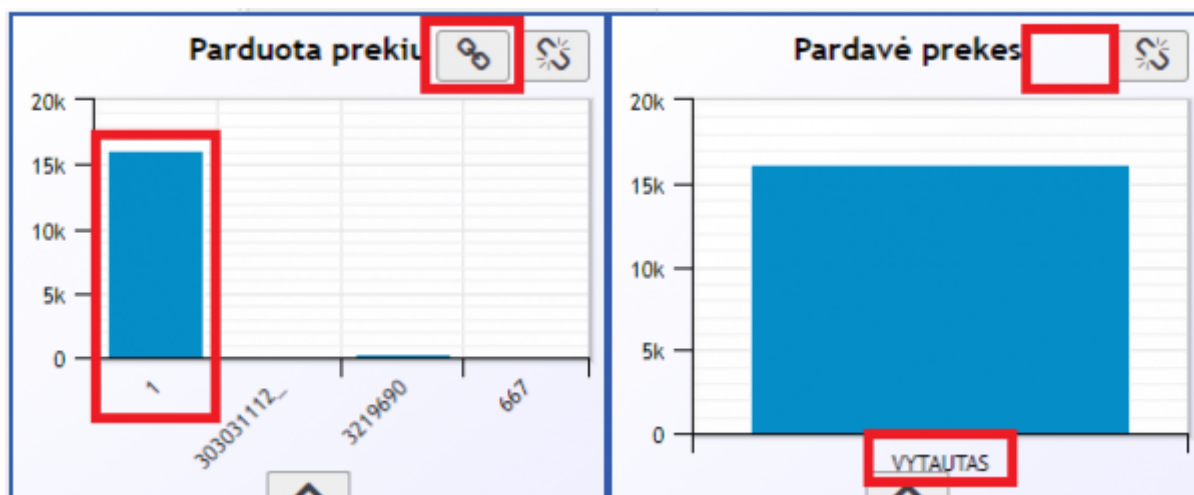 Parduota prekiu
20k
15k
10k
5k
0
1
303031112_
3219690
667
Pardavė prekes
20k
15k
10k
5k
0
VYTAUTAS